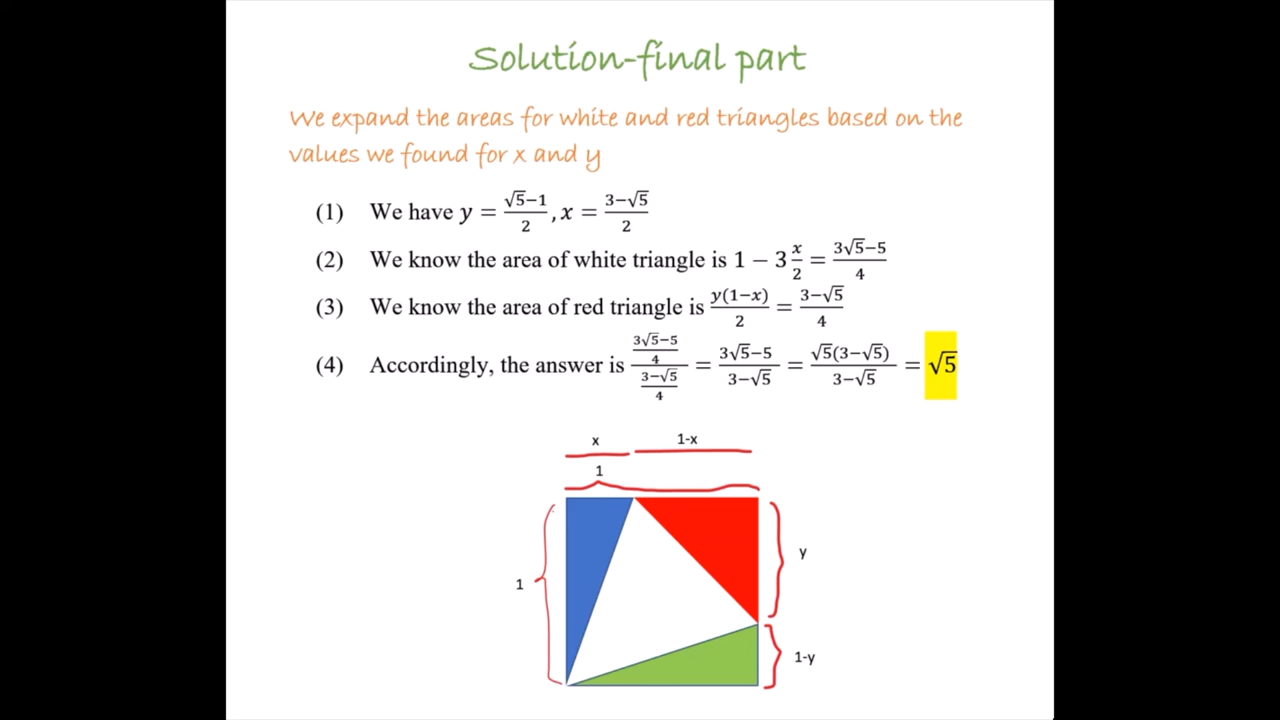 Solution-final part
We expand the areas for white and red triangles based on the
values we found for x and y
(1) We have y = (√5−1)/2 , x = (3−√5)/2
(2) We know the area of white triangle is 1 − 3 x/2 = (3√5−5)/4
(3) We know the area of red triangle is y(1−x)/2 = (3−√5)/4
(4) Accordingly, the answer is ((3√5−5)/4)/((3−√5)/4) = (3√5−5)/(3−√5) = √5(3−√5)/(3−√5) = √5
x 1-x
1
y
1
1-y